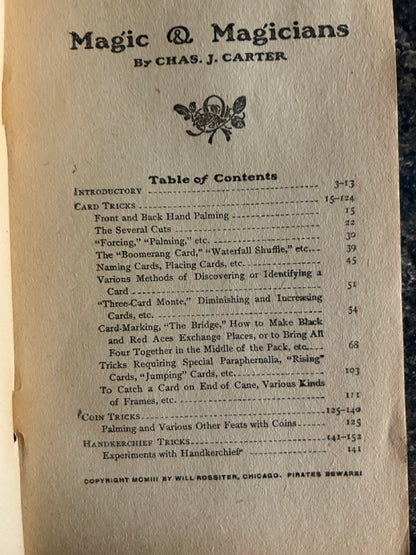 Magic & Magicians
By CHAS. J. CARTER
Table of Contents
INTRODUCTORY 3-13
CARD TRICKS 15-124
Front and Back Hand Palming 15
The Several Cuts 22
"Forcing," "Palming," etc. 30
The "Boomerang Card," "Waterfall Shuffle," etc. 39
Naming Cards, Placing Cards, etc. 45
Various Methods of Discovering or Identifying a
Card 51
"Three-Card Monte," Diminishing and Increasing
Cards, etc. 54
Card-Marking, "The Bridge," How to Make Black
and Red Aces Exchange Places, or to Bring All
Four Together in the Middle of the Pack, etc. 68
Tricks Requiring Special Paraphernalia, "Rising"
Cards, "Jumping" Cards, etc. 103
To Catch a Card on End of Cane, Various Kinds
of Frames, etc. 111
COIN TRICKS 125-140
Palming and Various Other Feats with Coins 125
HANDKERCHIEF TRICKS 141-152
Experiments with Handkerchief 141
COPYRIGHT MCMIII BY WILL ROSSITER, CHICAGO. PIRATES BEWARE!